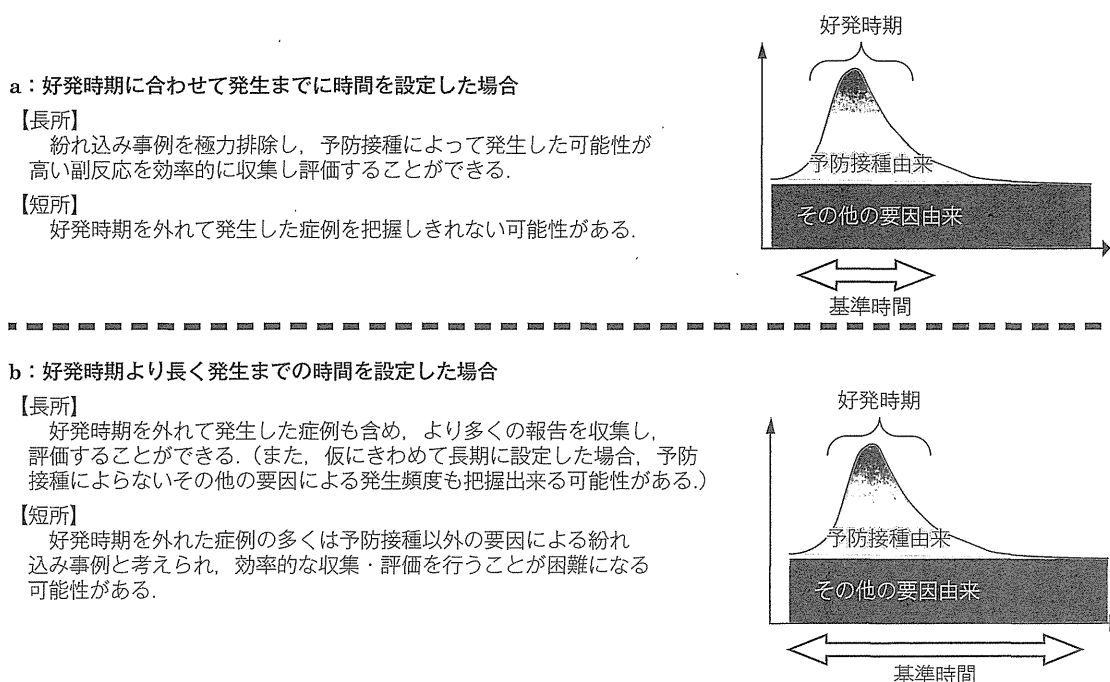 a：好発時期に合わせて発生までに時間を設定した場合
【長所】
紛れ込み事例を極力排除し，予防接種によって発生した可能性が
高い副反応を効率的に収集し評価することができる．
【短所】
好発時期を外れて発生した症例を把握しきれない可能性がある．
好発時期
予防接種由来
その他の要因由来
基準時間
b：好発時期より長く発生までの時間を設定した場合
【長所】
好発時期を外れて発生した症例も含め，より多くの報告を収集し，
評価することができる．（また，仮にきわめて長期に設定した場合，予防
接種によらないその他の要因による発生頻度も把握出来る可能性がある．）
【短所】
好発時期を外れた症例の多くは予防接種以外の要因による紛れ
込み事例と考えられ，効率的な収集・評価を行うことが困難になる
可能性がある．
好発時期
予防接種由来
その他の要因由来
基準時間